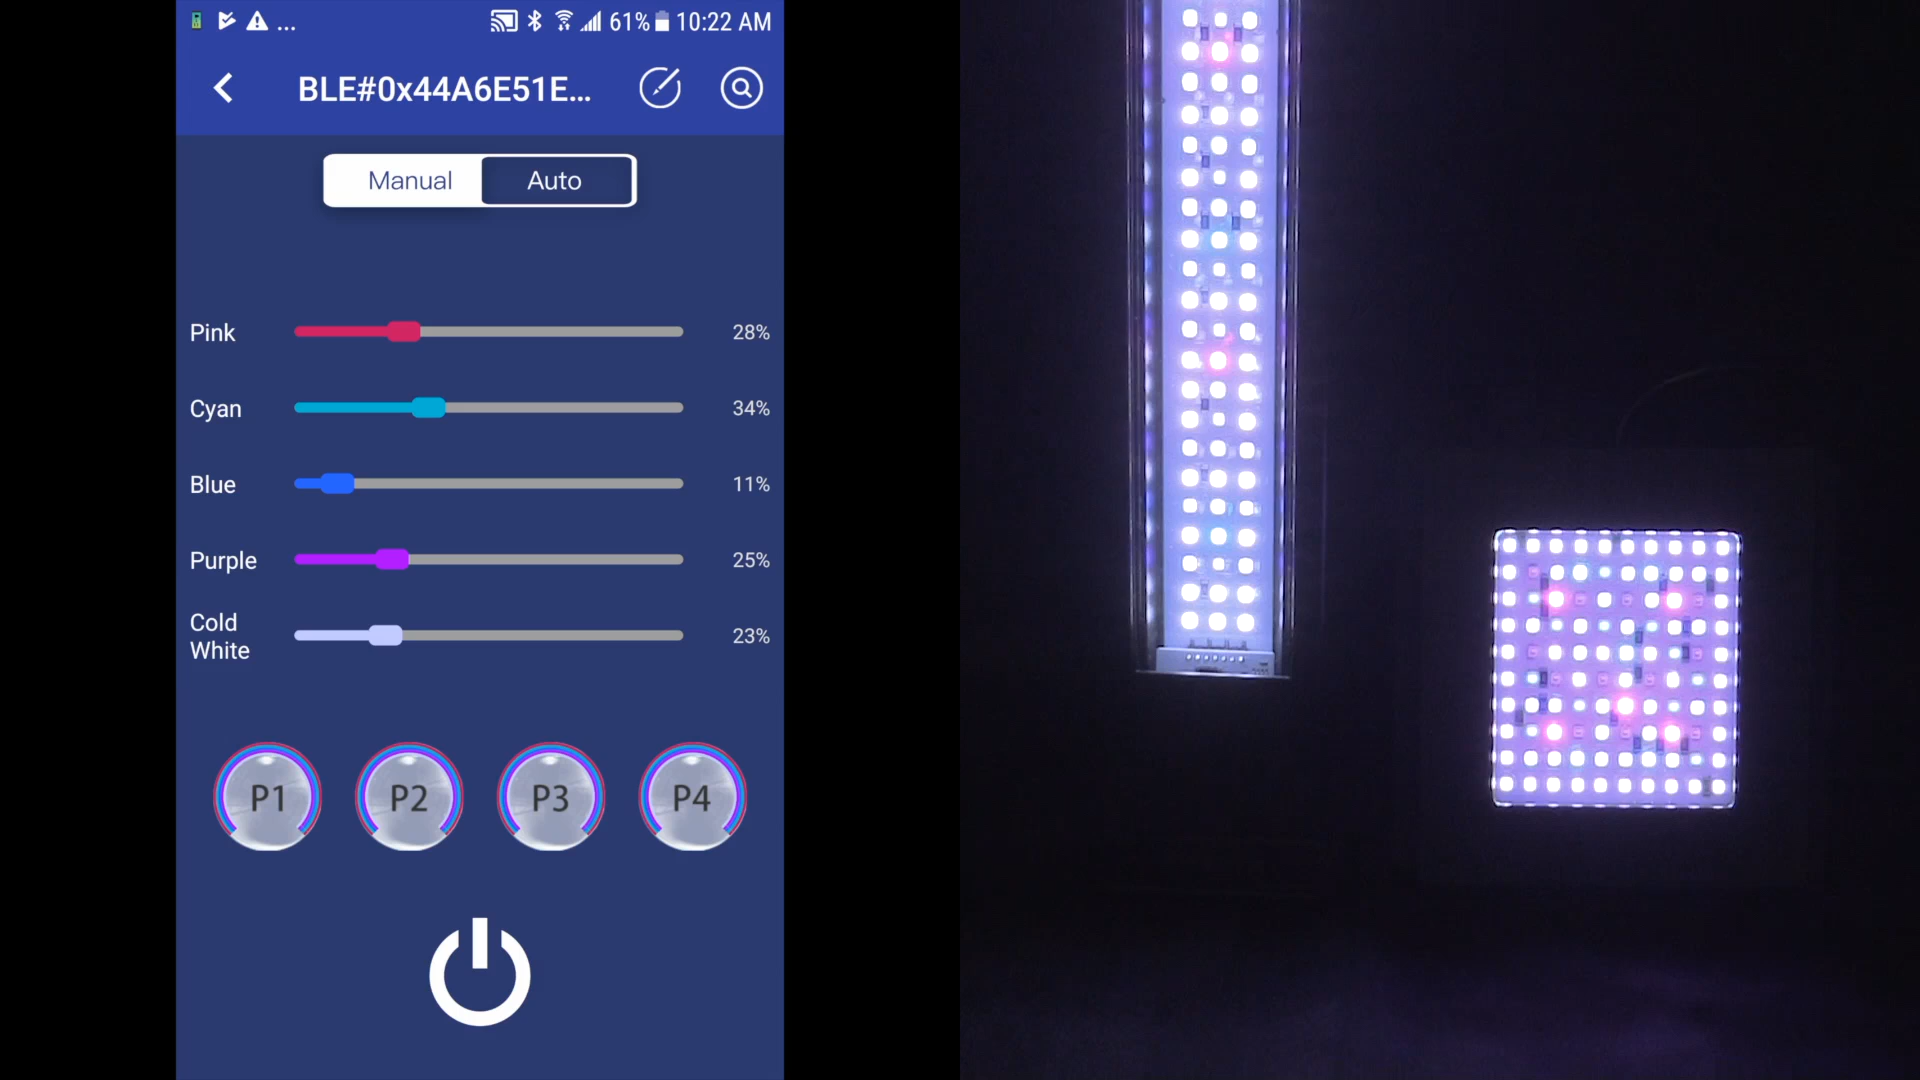 ... 61% 10:22 AM
BLE#0x44A6E51E...
Manual Auto
Pink 28%
Cyan 34%
Blue 11%
Purple 25%
Cold White 23%
P1 P2 P3 P4